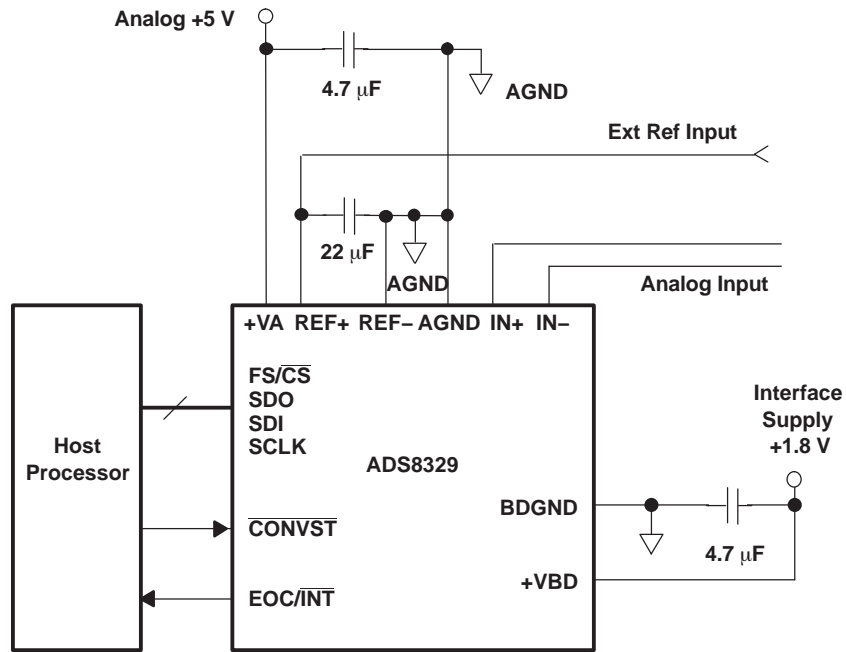 Analog +5 V
4.7 μF
AGND
Ext Ref Input
22 μF
AGND
Analog Input
+VA REF+ REF– AGND IN+ IN–
FS/CS
SDO
SDI
SCLK
Host
Processor
ADS8329
Interface
Supply
+1.8 V
BDGND
CONVST
4.7 μF
+VBD
EOC/INT